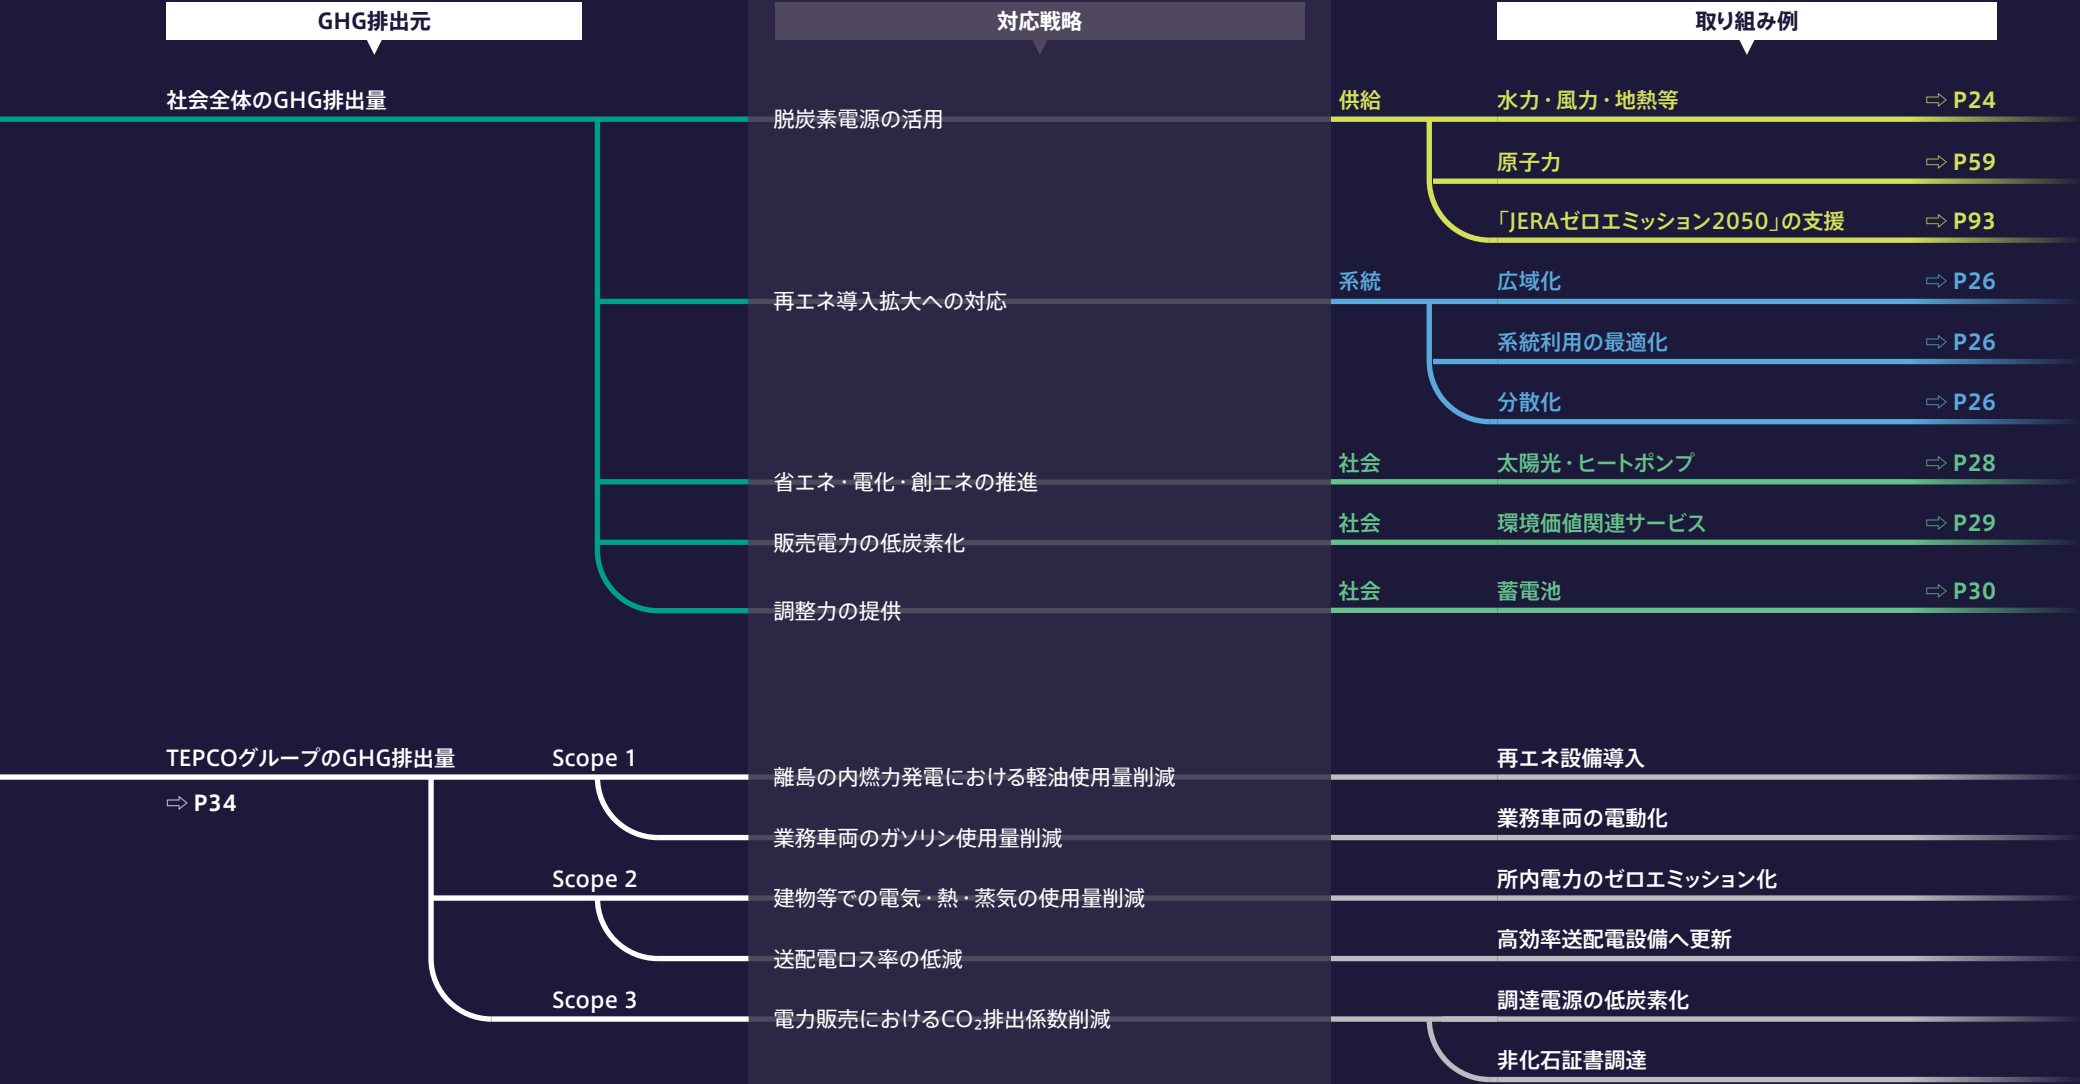 GHG排出元
対応戦略
取り組み例
社会全体のGHG排出量
脱炭素電源の活用
供給
水力・風力・地熱等
⇨ P24
原子力
⇨ P59
「JERAゼロエミッション2050」の支援
⇨ P93
再エネ導入拡大への対応
系統
広域化
⇨ P26
系統利用の最適化
⇨ P26
分散化
⇨ P26
省エネ・電化・創エネの推進
社会
太陽光・ヒートポンプ
⇨ P28
販売電力の低炭素化
社会
環境価値関連サービス
⇨ P29
調整力の提供
社会
蓄電池
⇨ P30
TEPCOグループのGHG排出量
⇨ P34
Scope 1
離島の内燃力発電における軽油使用量削減
再エネ設備導入
業務車両のガソリン使用量削減
業務車両の電動化
Scope 2
建物等での電気・熱・蒸気の使用量削減
所内電力のゼロエミッション化
送配電ロス率の低減
高効率送配電設備へ更新
Scope 3
電力販売におけるCO₂排出係数削減
調達電源の低炭素化
非化石証書調達